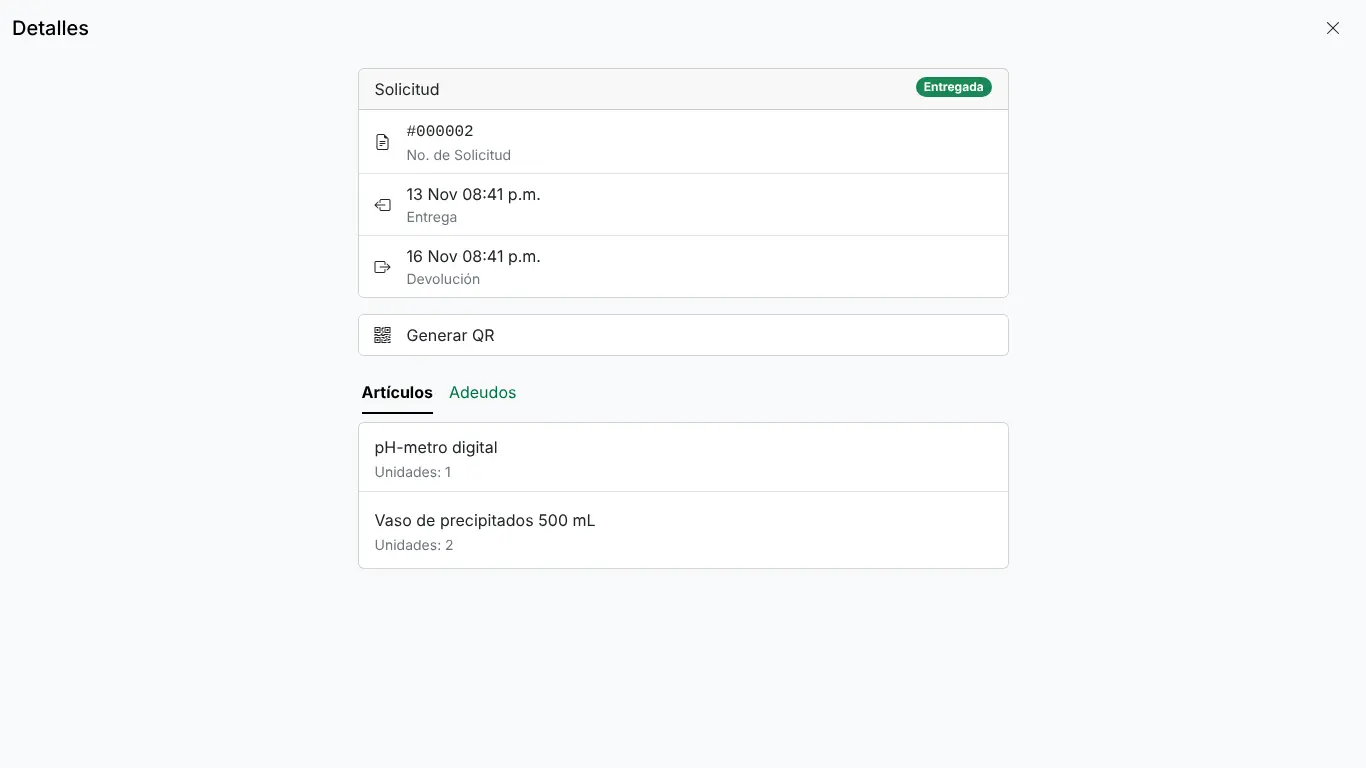 Detalles
Solicitud
Entregada
#000002
No. de Solicitud
13 Nov 08:41 p.m.
Entrega
16 Nov 08:41 p.m.
Devolución
Generar QR
Artículos Adeudos
pH-metro digital
Unidades: 1
Vaso de precipitados 500 mL
Unidades: 2